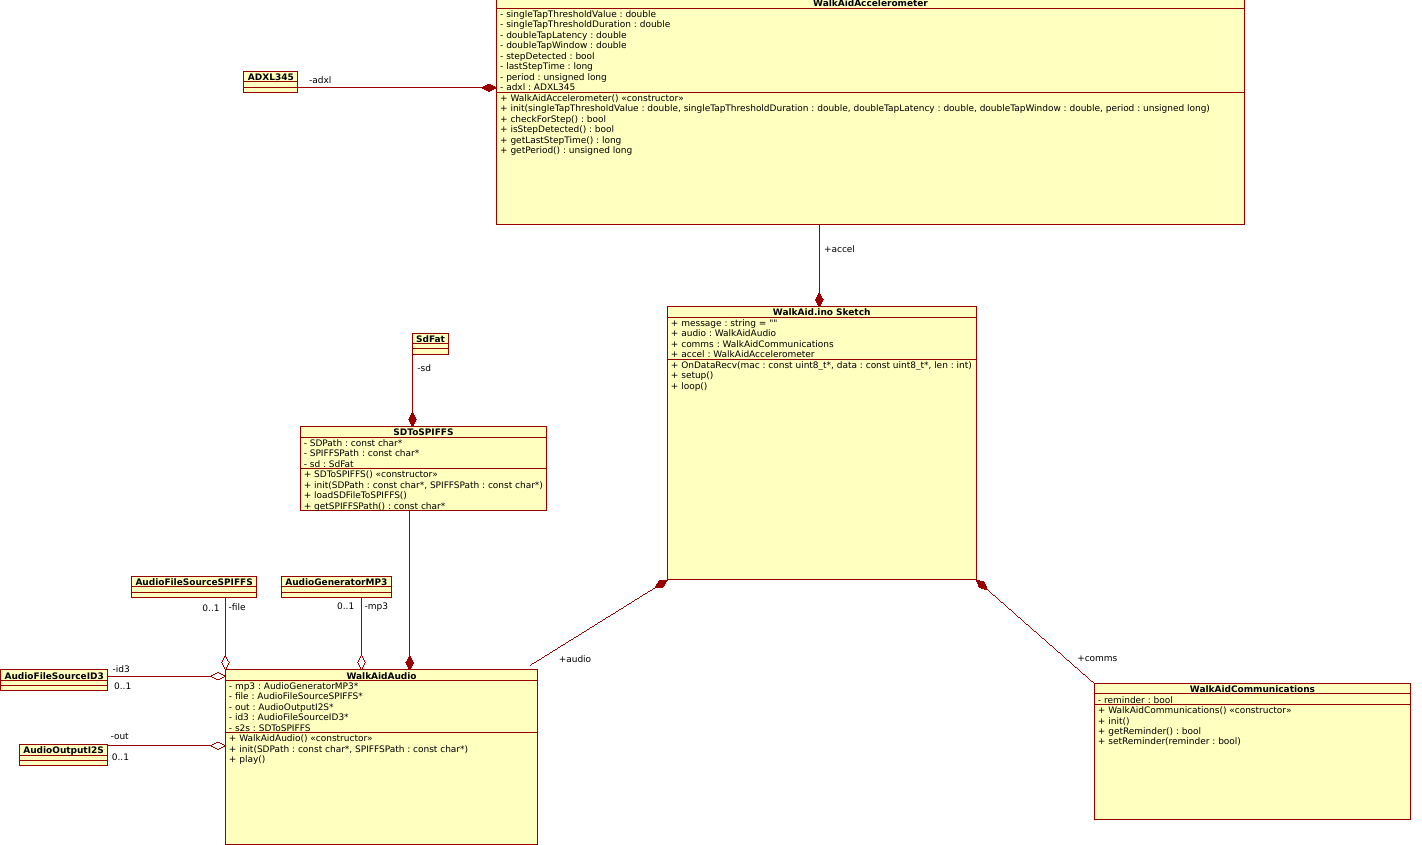 WalkAidAccelerometer
- singleTapThresholdValue : double
- singleTapThresholdDuration : double
- doubleTapLatency : double
- doubleTapWindow : double
- stepDetected : bool
- lastStepTime : long
- period : unsigned long
- adxl : ADXL345
+ WalkAidAccelerometer() «constructor»
+ init(singleTapThresholdValue : double, singleTapThresholdDuration : double, doubleTapLatency : double, doubleTapWindow : double, period : unsigned long)
+ checkForStep() : bool
+ isStepDetected() : bool
+ getLastStepTime() : long
+ getPeriod() : unsigned long
ADXL345
-adxl
+accel
WalkAid.ino Sketch
+ message : string = ""
+ audio : WalkAidAudio
+ comms : WalkAidCommunications
+ accel : WalkAidAccelerometer
+ OnDataRecv(mac : const uint8_t*, data : const uint8_t*, len : int)
+ setup()
+ loop()
SdFat
-sd
SDToSPIFFS
- SDPath : const char*
- SPIFFSPath : const char*
- sd : SdFat
+ SDToSPIFFS() «constructor»
+ init(SDPath : const char*, SPIFFSPath : const char*)
+ loadSDFileToSPIFFS()
+ getSPIFFSPath() : const char*
AudioFileSourceSPIFFS
0..1 -file
AudioGeneratorMP3
0..1 -mp3
AudioFileSourceID3
-id3
0..1
AudioOutputI2S
-out
0..1
WalkAidAudio
- mp3 : AudioGeneratorMP3*
- file : AudioFileSourceSPIFFS*
- out : AudioOutputI2S*
- id3 : AudioFileSourceID3*
- s2s : SDToSPIFFS
+ WalkAidAudio() «constructor»
+ init(SDPath : const char*, SPIFFSPath : const char*)
+ play()
+audio
+comms
WalkAidCommunications
- reminder : bool
+ WalkAidCommunications() «constructor»
+ init()
+ getReminder() : bool
+ setReminder(reminder : bool)